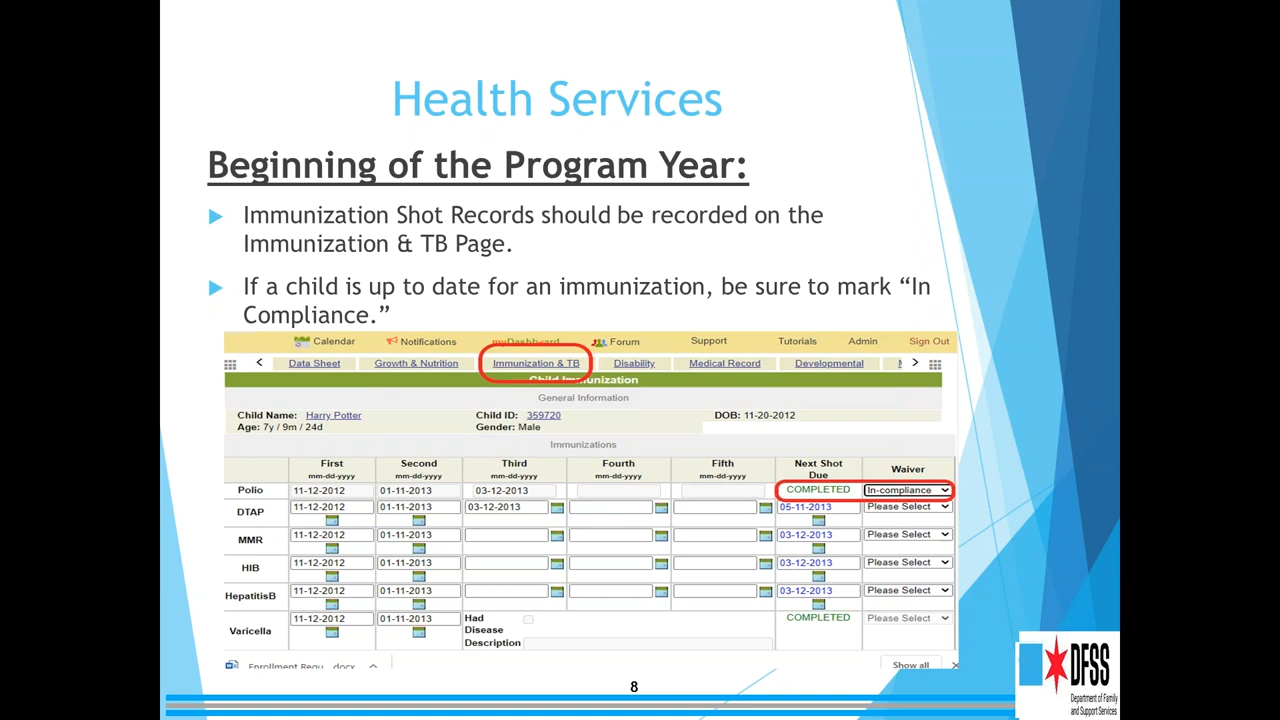 Health Services
Beginning of the Program Year:
Immunization Shot Records should be recorded on the
Immunization & TB Page.
If a child is up to date for an immunization, be sure to mark “In
Compliance.”
Calendar Notifications myDashboard Forum Support Tutorials Admin Sign Out
< Data Sheet Growth & Nutrition Immunization & TB Disability Medical Record Developmental >
Child Immunization
General Information
Child Name: Harry Potter Child ID: 359720 DOB: 11-20-2012
Age: 7y / 9m / 24d Gender: Male
Immunizations
First Second Third Fourth Fifth Next Shot Due Waiver
mm-dd-yyyy mm-dd-yyyy mm-dd-yyyy mm-dd-yyyy mm-dd-yyyy
Polio 11-12-2012 01-11-2013 03-12-2013 COMPLETED In-compliance
DTAP 11-12-2012 01-11-2013 03-12-2013 05-11-2013 Please Select
MMR 11-12-2012 01-11-2013 03-12-2013 Please Select
HIB 11-12-2012 01-11-2013 03-12-2013 Please Select
HepatitisB 11-12-2012 01-11-2013 03-12-2013 Please Select
Varicella 11-12-2012 01-11-2013 Had Disease COMPLETED Please Select
Description
Enrollment Requ....docx Show all
8
DFSS
Department of Family
and Support Services